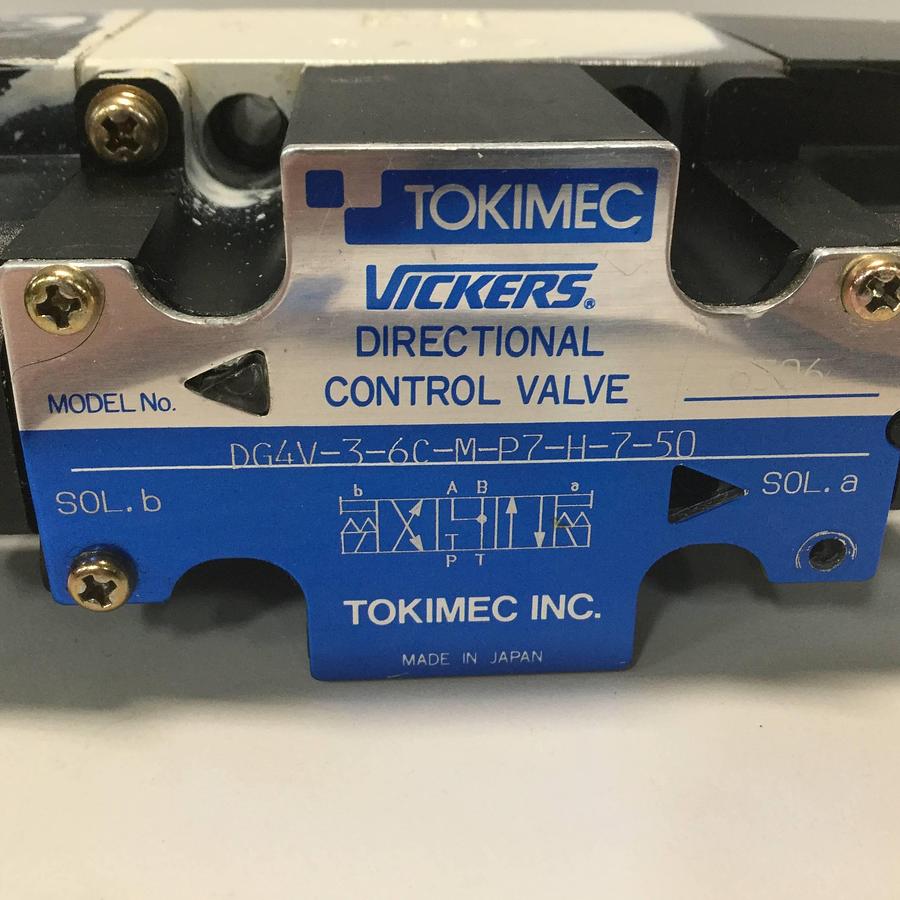 TOKIMEC
VICKERS®
DIRECTIONAL
CONTROL VALVE
MODEL No.
DG4V-3-6C-M-P7-H-7-50
SOL.b
SOL.a
b A B a
T
P T
TOKIMEC INC.
MADE IN JAPAN